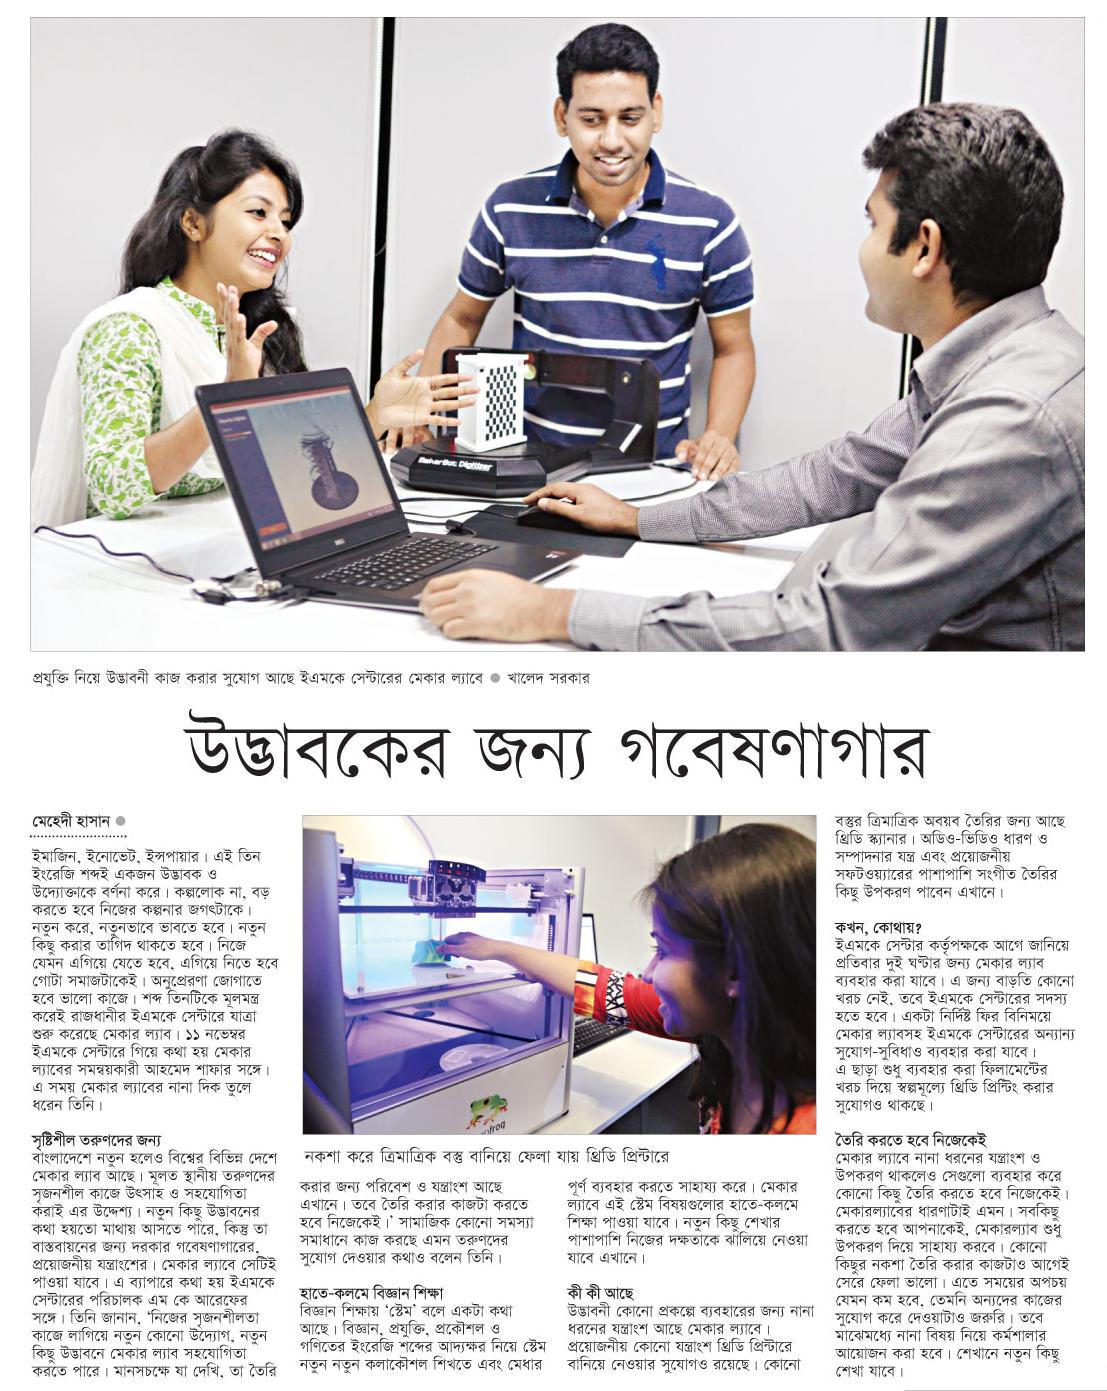 MakerBot Digitizer
DELL
প্রযুক্তি নিয়ে উদ্ভাবনী কাজ করার সুযোগ আছে ইএমকে সেন্টারের মেকার ল্যাবে ● খালেদ সরকার
উদ্ভাবকের জন্য গবেষণাগার
মেহেদী হাসান ●
ইমাজিন, ইনোভেট, ইন্সপায়ার। এই তিন
ইংরেজি শব্দই একজন উদ্ভাবক ও
উদ্যোক্তাকে বর্ণনা করে। কল্পলোক না, বড়
করতে হবে নিজের কল্পনার জগৎটাকে।
নতুন করে, নতুনভাবে ভাবতে হবে। নতুন
কিছু করার তাগিদ থাকতে হবে। নিজে
যেমন এগিয়ে যেতে হবে, এগিয়ে নিতে হবে
গোটা সমাজটাকেই। অনুপ্রেরণা জোগাতে
হবে ভালো কাজে। শব্দ তিনটিকে মূলমন্ত্র
করেই রাজধানীর ইএমকে সেন্টারে যাত্রা
শুরু করেছে মেকার ল্যাব। ১১ নভেম্বর
ইএমকে সেন্টারে গিয়ে কথা হয় মেকার
ল্যাবের সমন্বয়কারী আহমেদ শাফার সঙ্গে।
এ সময় মেকার ল্যাবের নানা দিক তুলে
ধরেন তিনি।
সৃষ্টিশীল তরুণদের জন্য
বাংলাদেশে নতুন হলেও বিশ্বের বিভিন্ন দেশে
মেকার ল্যাব আছে। মূলত স্থানীয় তরুণদের
সৃজনশীল কাজে উৎসাহ ও সহযোগিতা
করাই এর উদ্দেশ্য। নতুন কিছু উদ্ভাবনের
কথা হয়তো মাথায় আসতে পারে, কিন্তু তা
বাস্তবায়নের জন্য দরকার গবেষণাগারের,
প্রয়োজনীয় যন্ত্রাংশের। মেকার ল্যাবে সেটিই
পাওয়া যাবে। এ ব্যাপারে কথা হয় ইএমকে
সেন্টারের পরিচালক এম কে আরেফের
সঙ্গে। তিনি জানান, ‘নিজের সৃজনশীলতা
কাজে লাগিয়ে নতুন কোনো উদ্যোগ, নতুন
কিছু উদ্ভাবনে মেকার ল্যাব সহযোগিতা
করতে পারে। মানসচক্ষে যা দেখি, তা তৈরি
নকশা করে ত্রিমাত্রিক বস্তু বানিয়ে ফেলা যায় থ্রিডি প্রিন্টারে
করার জন্য পরিবেশ ও যন্ত্রাংশ আছে
এখানে। তবে তৈরি করার কাজটা করতে
হবে নিজেকেই।’ সামাজিক কোনো সমস্যা
সমাধানে কাজ করছে এমন তরুণদের
সুযোগ দেওয়ার কথাও বলেন তিনি।
হাতে-কলমে বিজ্ঞান শিক্ষা
বিজ্ঞান শিক্ষায় ‘স্টেম’ বলে একটা কথা
আছে। বিজ্ঞান, প্রযুক্তি, প্রকৌশল ও
গণিতের ইংরেজি শব্দের আদ্যক্ষর নিয়ে স্টেম
নতুন নতুন কলাকৌশল শিখতে এবং মেধার
পূর্ণ ব্যবহার করতে সাহায্য করে। মেকার
ল্যাবে এই স্টেম বিষয়গুলোর হাতে-কলমে
শিক্ষা পাওয়া যাবে। নতুন কিছু শেখার
পাশাপাশি নিজের দক্ষতাকে ঝালিয়ে নেওয়া
যাবে এখানে।
কী কী আছে
উদ্ভাবনী কোনো প্রকল্পে ব্যবহারের জন্য নানা
ধরনের যন্ত্রাংশ আছে মেকার ল্যাবে।
প্রয়োজনীয় কোনো যন্ত্রাংশ থ্রিডি প্রিন্টারে
বানিয়ে নেওয়ার সুযোগও রয়েছে। কোনো
বস্তুর ত্রিমাত্রিক অবয়ব তৈরির জন্য আছে
থ্রিডি স্ক্যানার। অডিও-ভিডিও ধারণ ও
সম্পাদনার যন্ত্র এবং প্রয়োজনীয়
সফটওয়্যারের পাশাপাশি সংগীত তৈরির
কিছু উপকরণ পাবেন এখানে।
কখন, কোথায়?
ইএমকে সেন্টার কর্তৃপক্ষকে আগে জানিয়ে
প্রতিবার দুই ঘণ্টার জন্য মেকার ল্যাব
ব্যবহার করা যাবে। এ জন্য বাড়তি কোনো
খরচ নেই, তবে ইএমকে সেন্টারের সদস্য
হতে হবে। একটা নির্দিষ্ট ফির বিনিময়ে
মেকার ল্যাবসহ ইএমকে সেন্টারের অন্যান্য
সুযোগ-সুবিধাও ব্যবহার করা যাবে।
এ ছাড়া শুধু ব্যবহার করা ফিলামেন্টের
খরচ দিয়ে স্বল্পমূল্যে থ্রিডি প্রিন্টিং করার
সুযোগও থাকছে।
তৈরি করতে হবে নিজেকেই
মেকার ল্যাবে নানা ধরনের যন্ত্রাংশ ও
উপকরণ থাকলেও সেগুলো ব্যবহার করে
কোনো কিছু তৈরি করতে হবে নিজেকেই।
মেকারল্যাবের ধারণাটাই এমন। সবকিছু
করতে হবে আপনাকেই, মেকারল্যাব শুধু
উপকরণ দিয়ে সাহায্য করবে। কোনো
কিছুর নকশা তৈরি করার কাজটাও আগেই
সেরে ফেলা ভালো। এতে সময়ের অপচয়
যেমন কম হবে, তেমনি অন্যদের কাজের
সুযোগ করে দেওয়াটাও জরুরি। তবে
মাঝেমধ্যে নানা বিষয় নিয়ে কর্মশালার
আয়োজন করা হবে। শেখানে নতুন কিছু
শেখা যাবে।